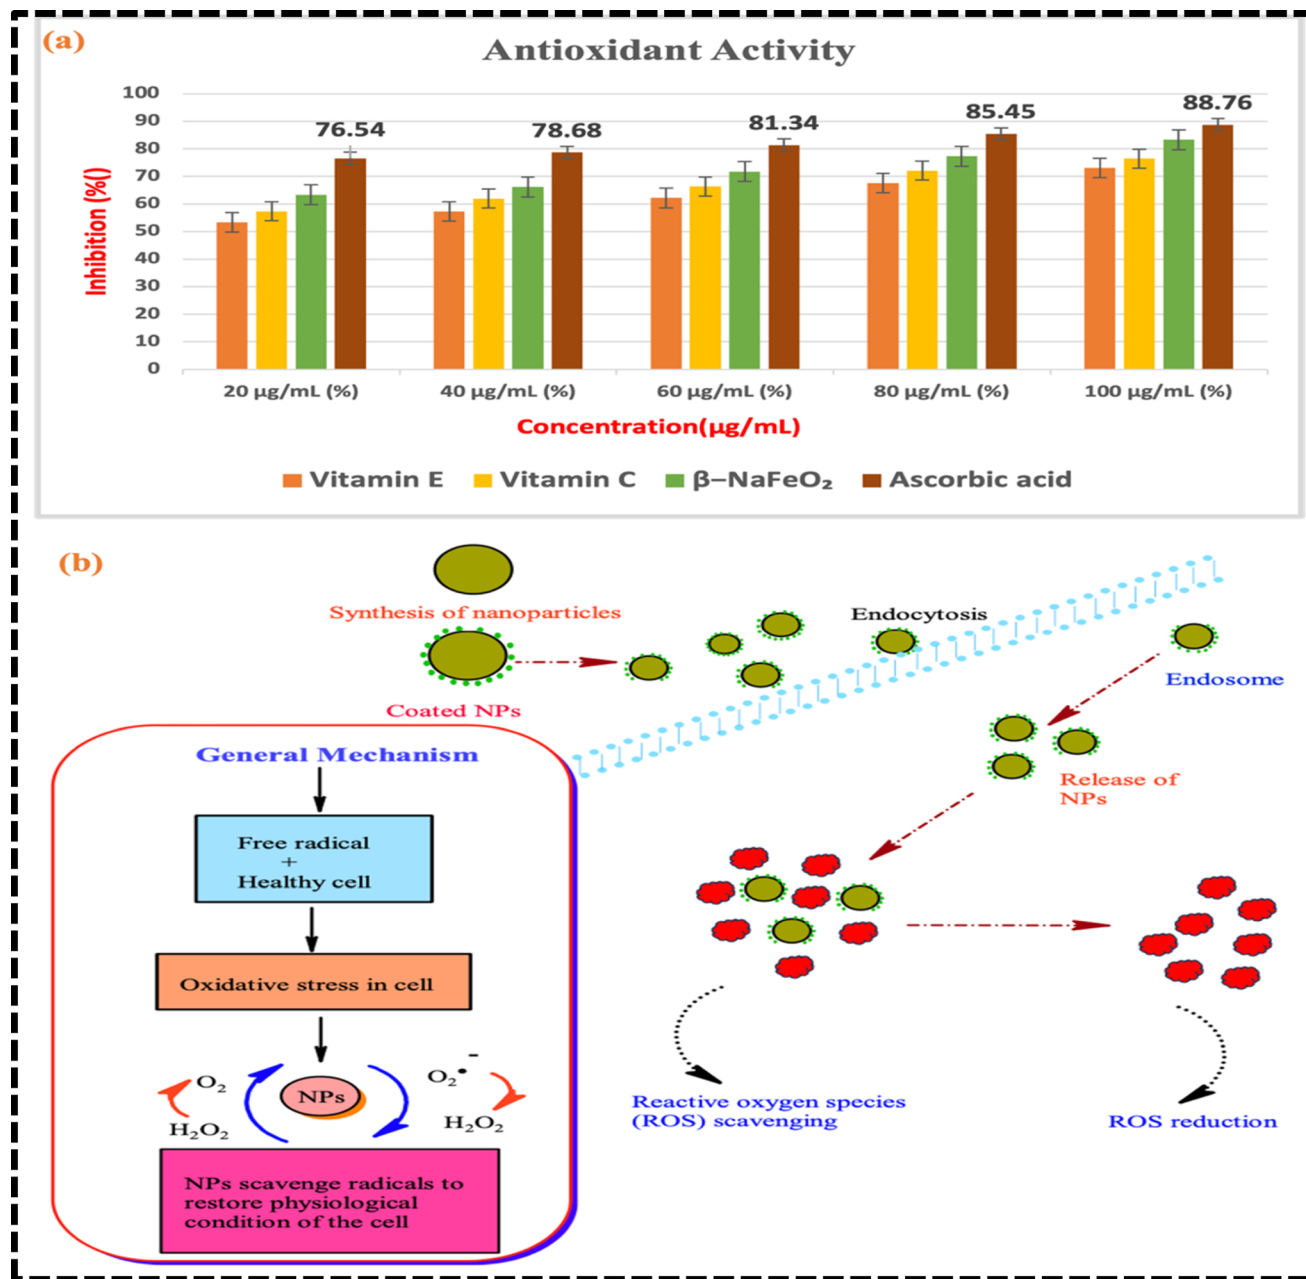 (a)
Antioxidant Activity
Inhibition (%()
100
90
80
70
60
50
40
30
20
10
0
76.54
78.68
81.34
85.45
88.76
20 µg/mL (%)
40 µg/mL (%)
60 µg/mL (%)
80 µg/mL (%)
100 µg/mL (%)
Concentration(µg/mL)
Vitamin E
Vitamin C
β–NaFeO₂
Ascorbic acid
(b)
Synthesis of nanoparticles
Coated NPs
Endocytosis
Endosome
Release of
NPs
General Mechanism
Free radical
+
Healthy cell
Oxidative stress in cell
O₂
H₂O₂
NPs
O₂•⁻
H₂O₂
NPs scavenge radicals to
restore physiological
condition of the cell
Reactive oxygen species
(ROS) scavenging
ROS reduction